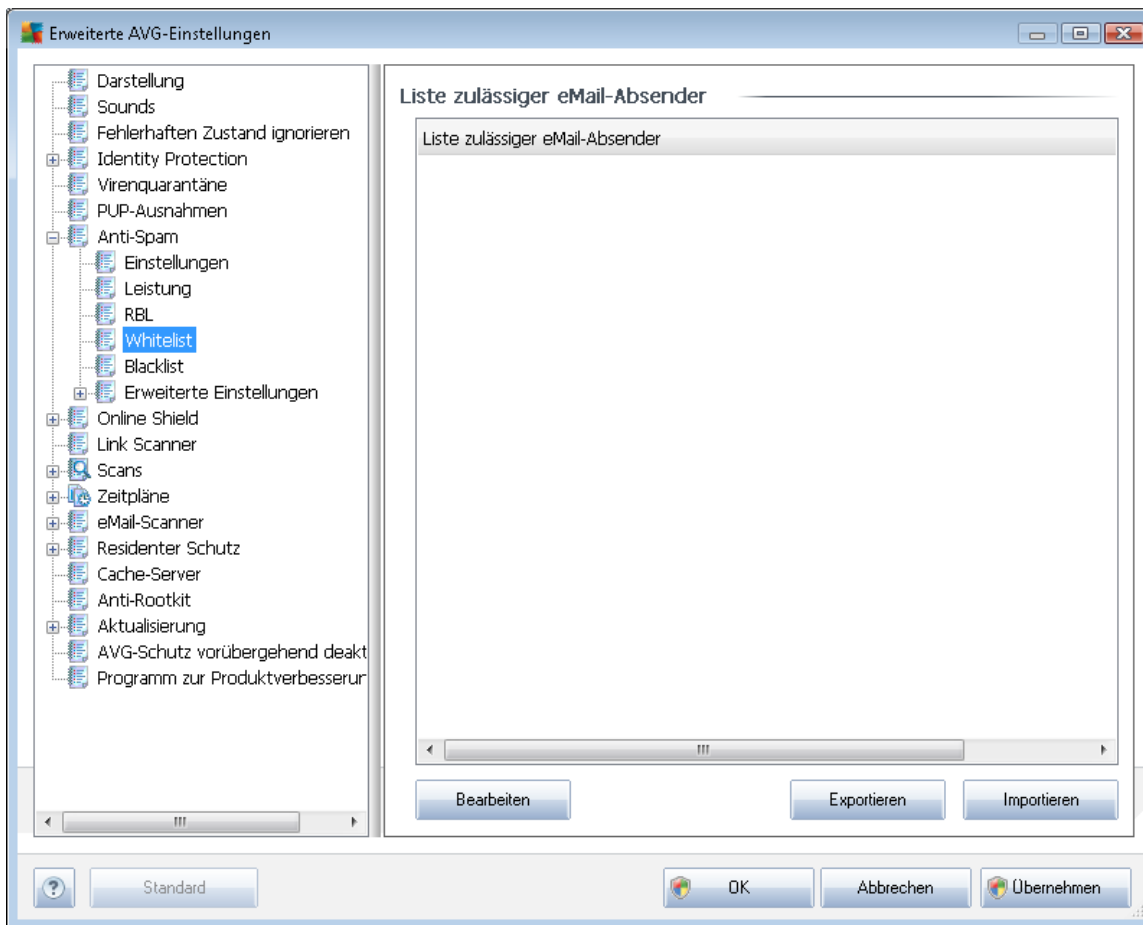 Erweiterte AVG-Einstellungen
Darstellung
Sounds
Fehlerhaften Zustand ignorieren
Identity Protection
Virenquarantäne
PUP-Ausnahmen
Anti-Spam
Einstellungen
Leistung
RBL
Whitelist
Blacklist
Erweiterte Einstellungen
Online Shield
Link Scanner
Scans
Zeitpläne
eMail-Scanner
Residenter Schutz
Cache-Server
Anti-Rootkit
Aktualisierung
AVG-Schutz vorübergehend deakt
Programm zur Produktverbesserur
Liste zulässiger eMail-Absender
Liste zulässiger eMail-Absender
Bearbeiten
Exportieren
Importieren
?
Standard
OK
Abbrechen
Übernehmen